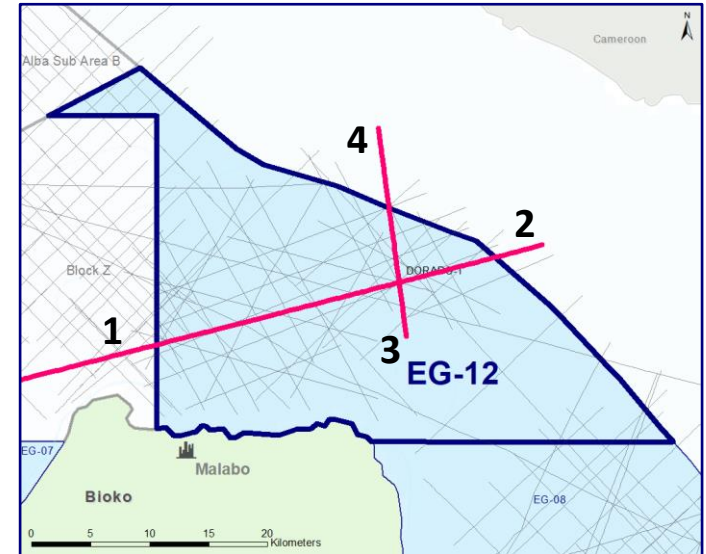 N
Cameroon
Alba Sub Area B
4
2
DORADO-1
Block Z
1
3
EG-12
EG-07
Malabo
Bioko
EG-08
0 5 10 15 20
Kilometers